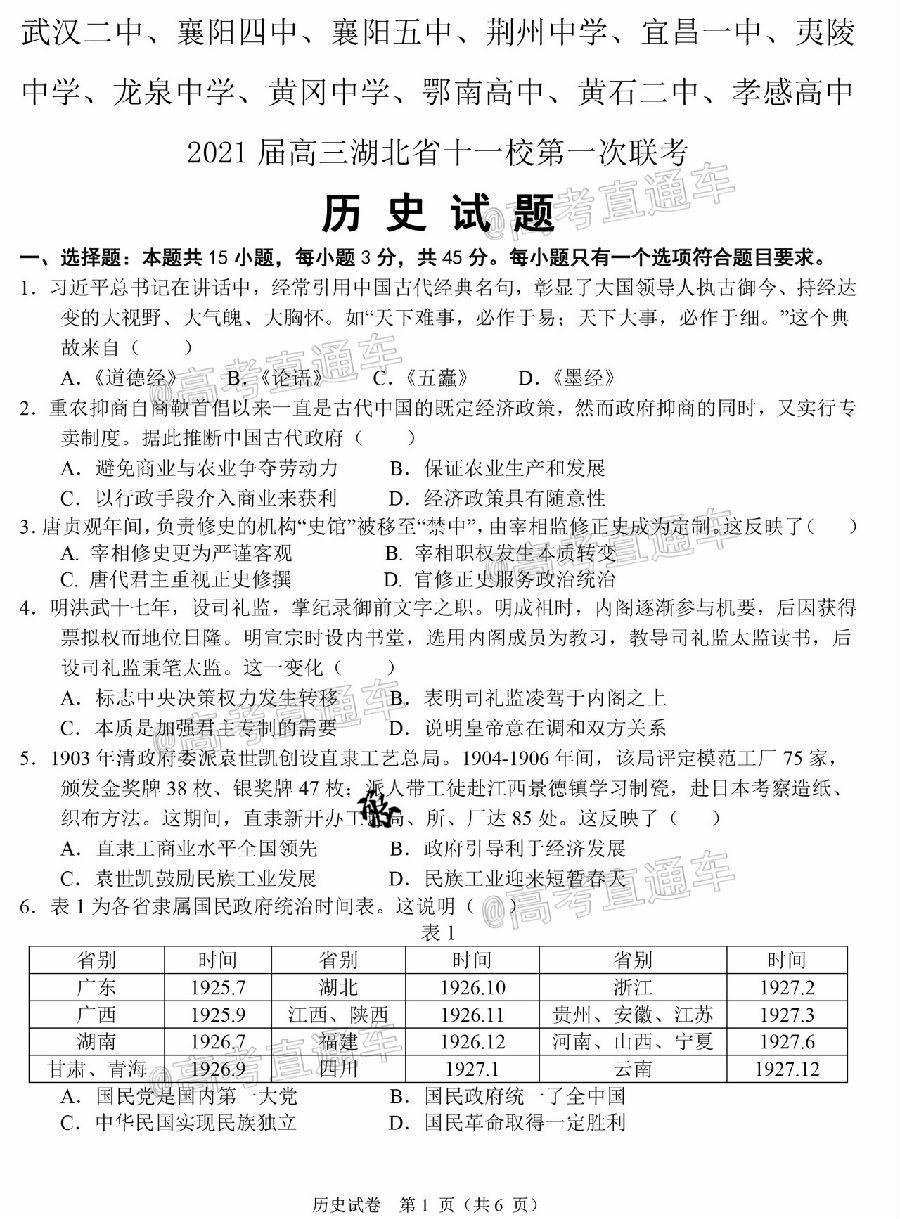 武汉二中、襄阳四中、襄阳五中、荆州中学、宜昌一中、夷陵
中学、龙泉中学、黄冈中学、鄂南高中、黄石二中、孝感高中
2021 届高三湖北省十一校第一次联考
历 史 试 题
@高考直通车
一、选择题：本题共 15 小题，每小题 3 分，共 45 分。每小题只有一个选项符合题目要求。
1．习近平总书记在讲话中，经常引用中国古代经典名句，彰显了大国领导人执古御今、持经达
变的大视野、大气魄、大胸怀。如“天下难事，必作于易；天下大事，必作于细。”这个典
故来自（　　）
@高考直通车
A．《道德经》 B．《论语》 C．《五蠹》 D．《墨经》
2．重农抑商自商鞅首倡以来一直是古代中国的既定经济政策，然而政府抑商的同时，又实行专
卖制度。据此推断中国古代政府（　　）
A．避免商业与农业争夺劳动力 B．保证农业生产和发展
C．以行政手段介入商业来获利 D．经济政策具有随意性
3. 唐贞观年间，负责修史的机构“史馆”被移至“禁中”，由宰相监修正史成为定制。这反映了（　　）
A. 宰相修史更为严谨客观 B. 宰相职权发生本质转变
@高考直通车
C. 唐代君主重视正史修撰 D. 官修正史服务政治统治
4．明洪武十七年，设司礼监，掌纪录御前文字之职。明成祖时，内阁逐渐参与机要，后因获得
票拟权而地位日隆。明宣宗时设内书堂，选用内阁成员为教习，教导司礼监太监读书，后
设司礼监秉笔太监。这一变化（　　）
A．标志中央决策权力发生转移 B．表明司礼监凌驾于内阁之上
@高考直通车
C．本质是加强君主专制的需要 D．说明皇帝意在调和双方关系
5．1903 年清政府委派袁世凯创设直隶工艺总局。1904-1906 年间，该局评定模范工厂 75 家，
颁发金奖牌 38 枚、银奖牌 47 枚；派人带工徒赴江西景德镇学习制瓷，赴日本考察造纸、
织布方法。这期间，直隶新开办工艺局、所、厂达 85 处。这反映了（　　）
A．直隶工商业水平全国领先 B．政府引导利于经济发展
C．袁世凯鼓励民族工业发展 D．民族工业迎来短暂春天
@高考直通车
6．表 1 为各省隶属国民政府统治时间表。这说明（　　）
表 1
省别 时间 省别 时间 省别 时间
广东 1925.7 湖北 1926.10 浙江 1927.2
广西 1925.9 江西、陕西 1926.11 贵州、安徽、江苏 1927.3
湖南 1926.7 福建 1926.12 河南、山西、宁夏 1927.6
甘肃、青海 1926.9 四川 1927.1 云南 1927.12
@高考直通车
A．国民党是国内第一大党 B．国民政府统一了全中国
C．中华民国实现民族独立 D．国民革命取得一定胜利
历史试卷 第 1 页（共 6 页）